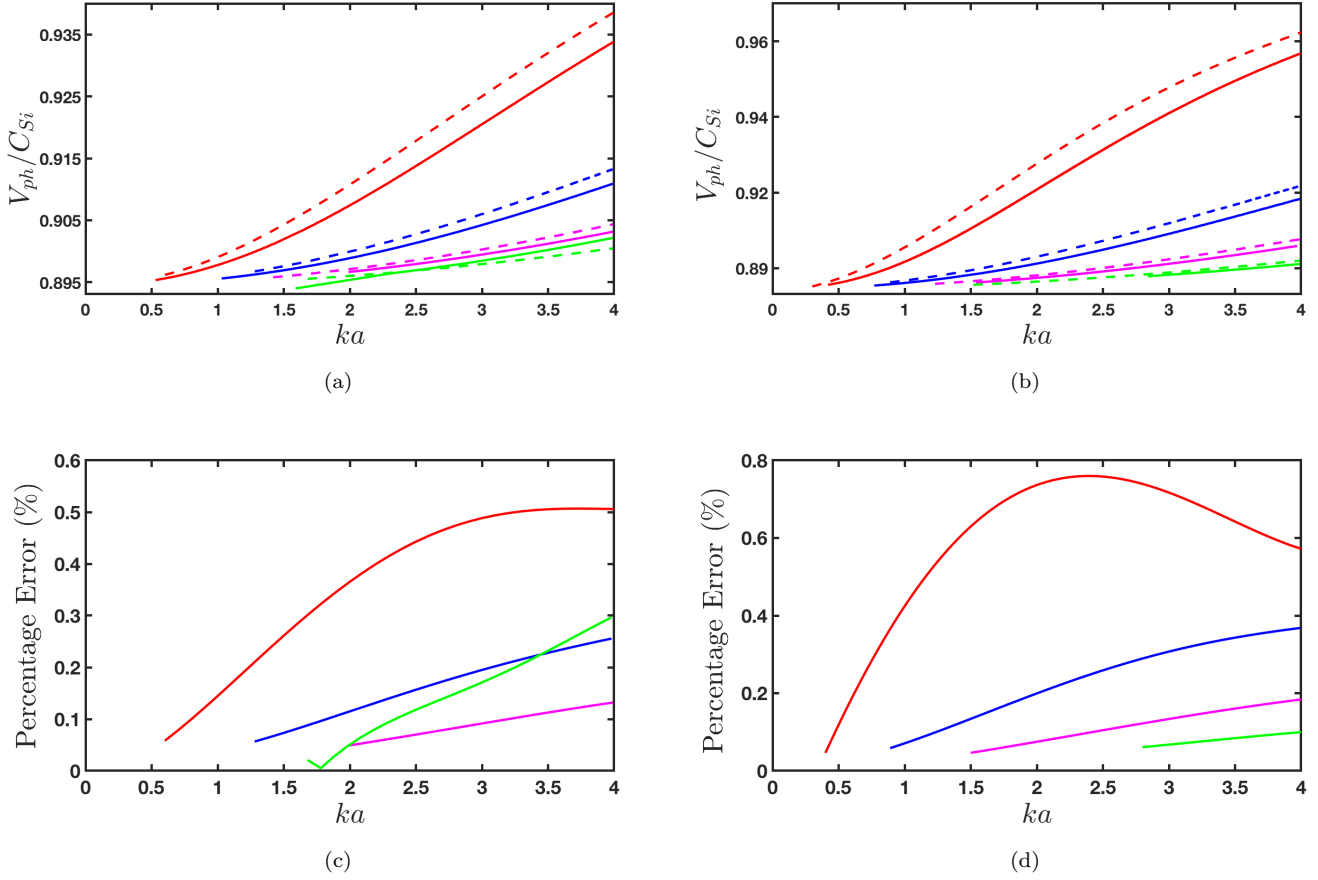 0.935
0.925
0.915
0.905
0.895
V_{ph}/C_{Si}
0 0.5 1 1.5 2 2.5 3 3.5 4
ka
(a)
0.96
0.94
0.92
0.89
V_{ph}/C_{Si}
0 0.5 1 1.5 2 2.5 3 3.5 4
ka
(b)
0.6
0.5
0.4
0.3
0.2
0.1
0
Percentage Error (%)
0 0.5 1 1.5 2 2.5 3 3.5 4
ka
(c)
0.8
0.6
0.4
0.2
0
Percentage Error (%)
0 0.5 1 1.5 2 2.5 3 3.5 4
ka
(d)